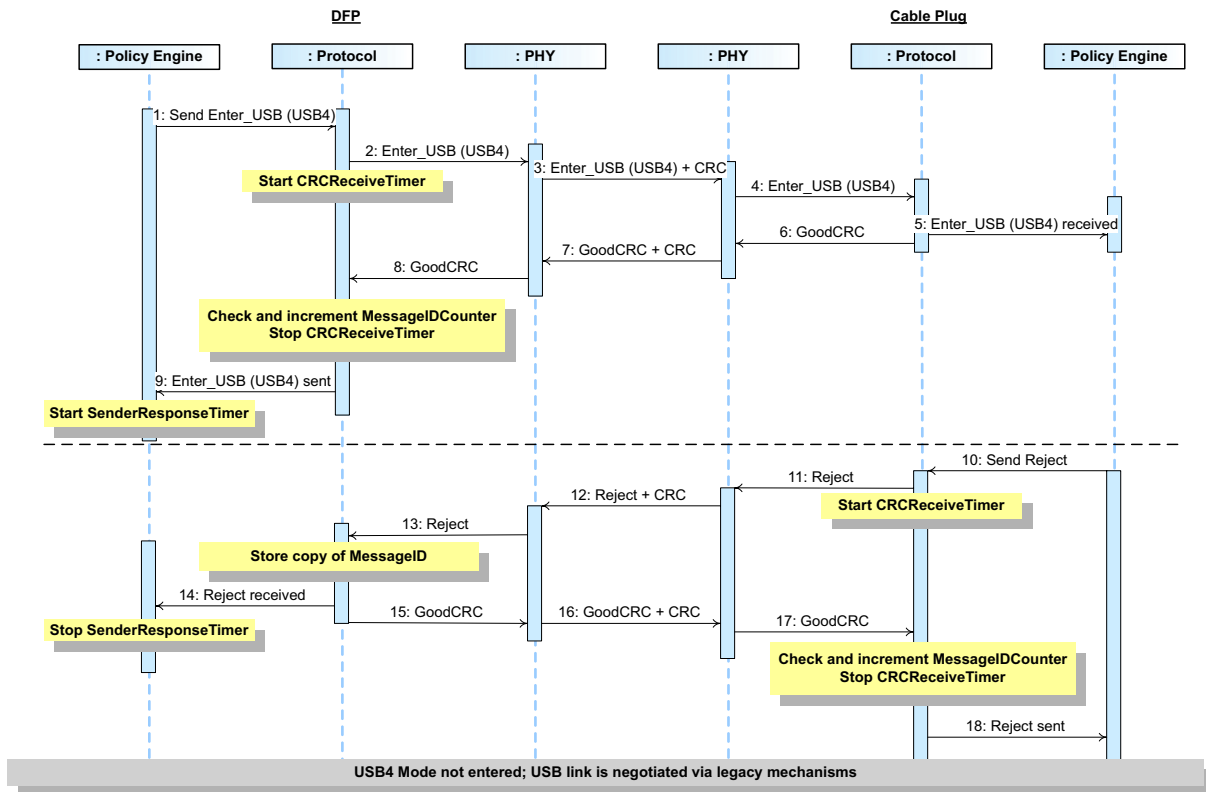 DFP
Cable Plug
: Policy Engine
: Protocol
: PHY
: PHY
: Protocol
: Policy Engine
1: Send Enter_USB (USB4)
2: Enter_USB (USB4)
3: Enter_USB (USB4) + CRC
Start CRCReceiveTimer
4: Enter_USB (USB4)
5: Enter_USB (USB4) received
6: GoodCRC
7: GoodCRC + CRC
8: GoodCRC
Check and increment MessageIDCounter
Stop CRCReceiveTimer
9: Enter_USB (USB4) sent
Start SenderResponseTimer
10: Send Reject
11: Reject
Start CRCReceiveTimer
12: Reject + CRC
13: Reject
Store copy of MessageID
14: Reject received
15: GoodCRC
16: GoodCRC + CRC
17: GoodCRC
Stop SenderResponseTimer
Check and increment MessageIDCounter
Stop CRCReceiveTimer
18: Reject sent
USB4 Mode not entered; USB link is negotiated via legacy mechanisms